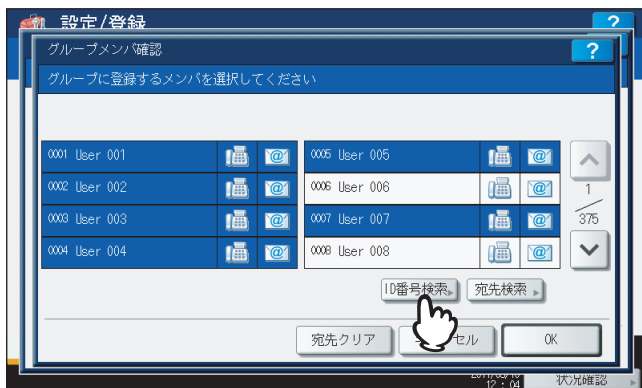 設定/登録
?
グループメンバ確認
?
グループに登録するメンバを選択してください
0001 User 001
0005 User 005
0002 User 002
0006 User 006
1
0003 User 003
0007 User 007
375
0004 User 004
0008 User 008
ID番号検索
宛先検索
宛先クリア
セル
OK
12 : 04
状況確認